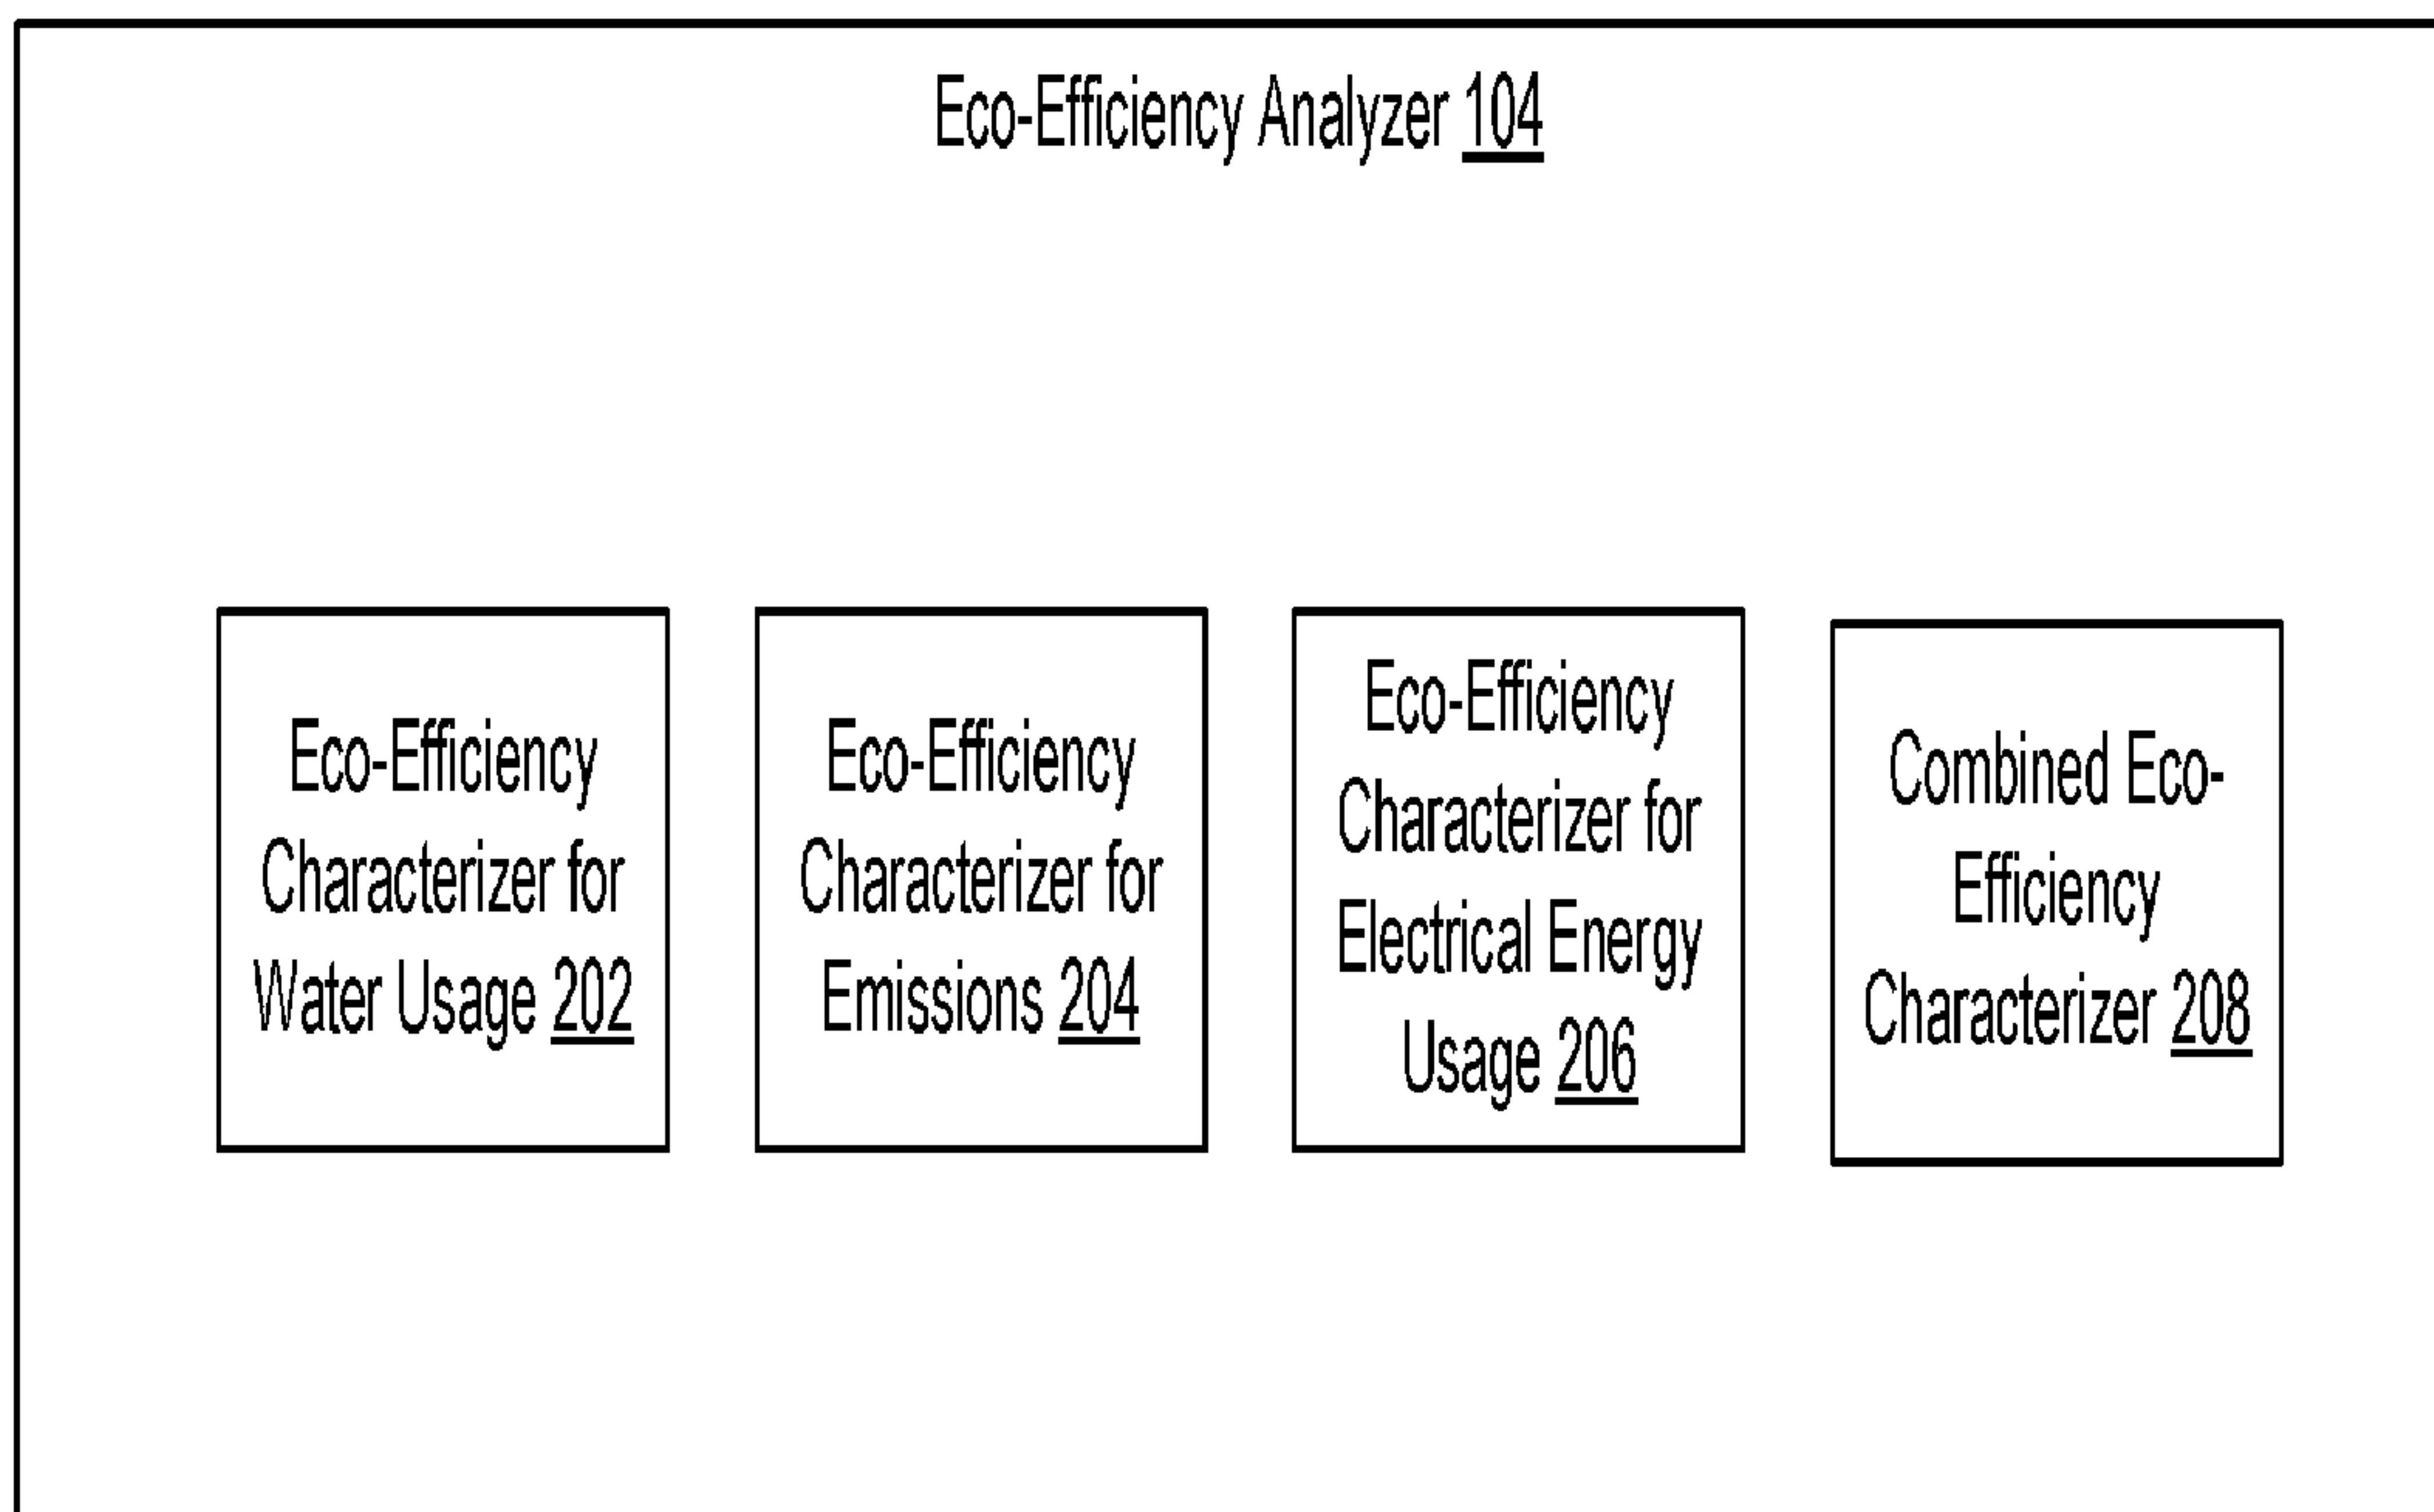 Eco-Efficiency Analyzer 104
Eco-Efficiency
Characterizer for
Water Usage 202
Eco-Efficiency
Characterizer for
Emissions 204
Eco-Efficiency
Characterizer for
Electrical Energy
Usage 206
Combined Eco-
Efficiency
Characterizer 208